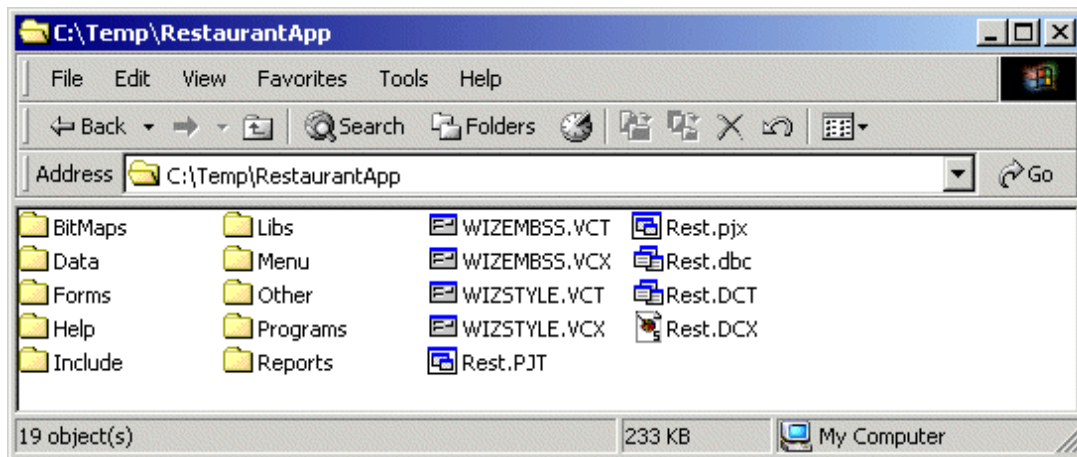 C:\Temp\RestaurantApp
File Edit View Favorites Tools Help
Back Search Folders
Address C:\Temp\RestaurantApp Go
BitMaps Libs WIZEMBSS.VCT Rest.pjx
Data Menu WIZEMBSS.VCX Rest.dbc
Forms Other WIZSTYLE.VCT Rest.DCT
Help Programs WIZSTYLE.VCX Rest.DCX
Include Reports Rest.PJT
19 object(s) 233 KB My Computer